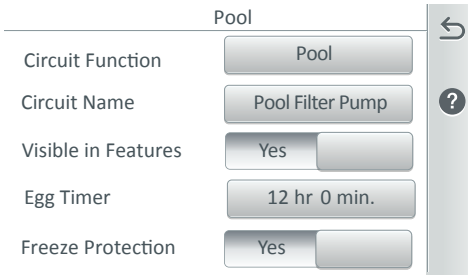 Pool
Circuit Function Pool
Circuit Name Pool Filter Pump
Visible in Features Yes
Egg Timer 12 hr 0 min.
Freeze Protection Yes
?